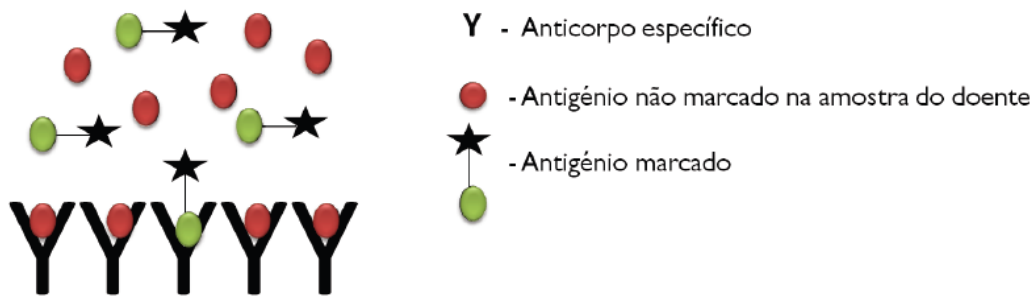 Y - Anticorpo específico
- Antigénio não marcado na amostra do doente
- Antigénio marcado